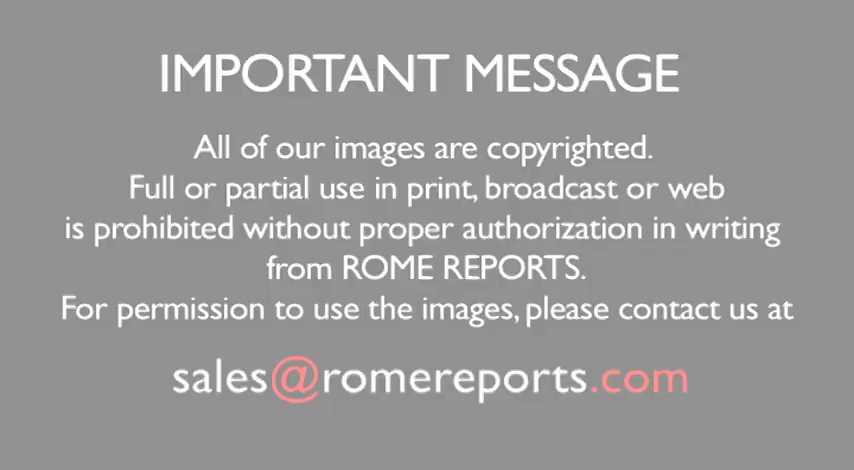 IMPORTANT MESSAGE
All of our images are copyrighted.
Full or partial use in print, broadcast or web
is prohibited without proper authorization in writing
from ROME REPORTS.
For permission to use the images, please contact us at
sales@romereports.com